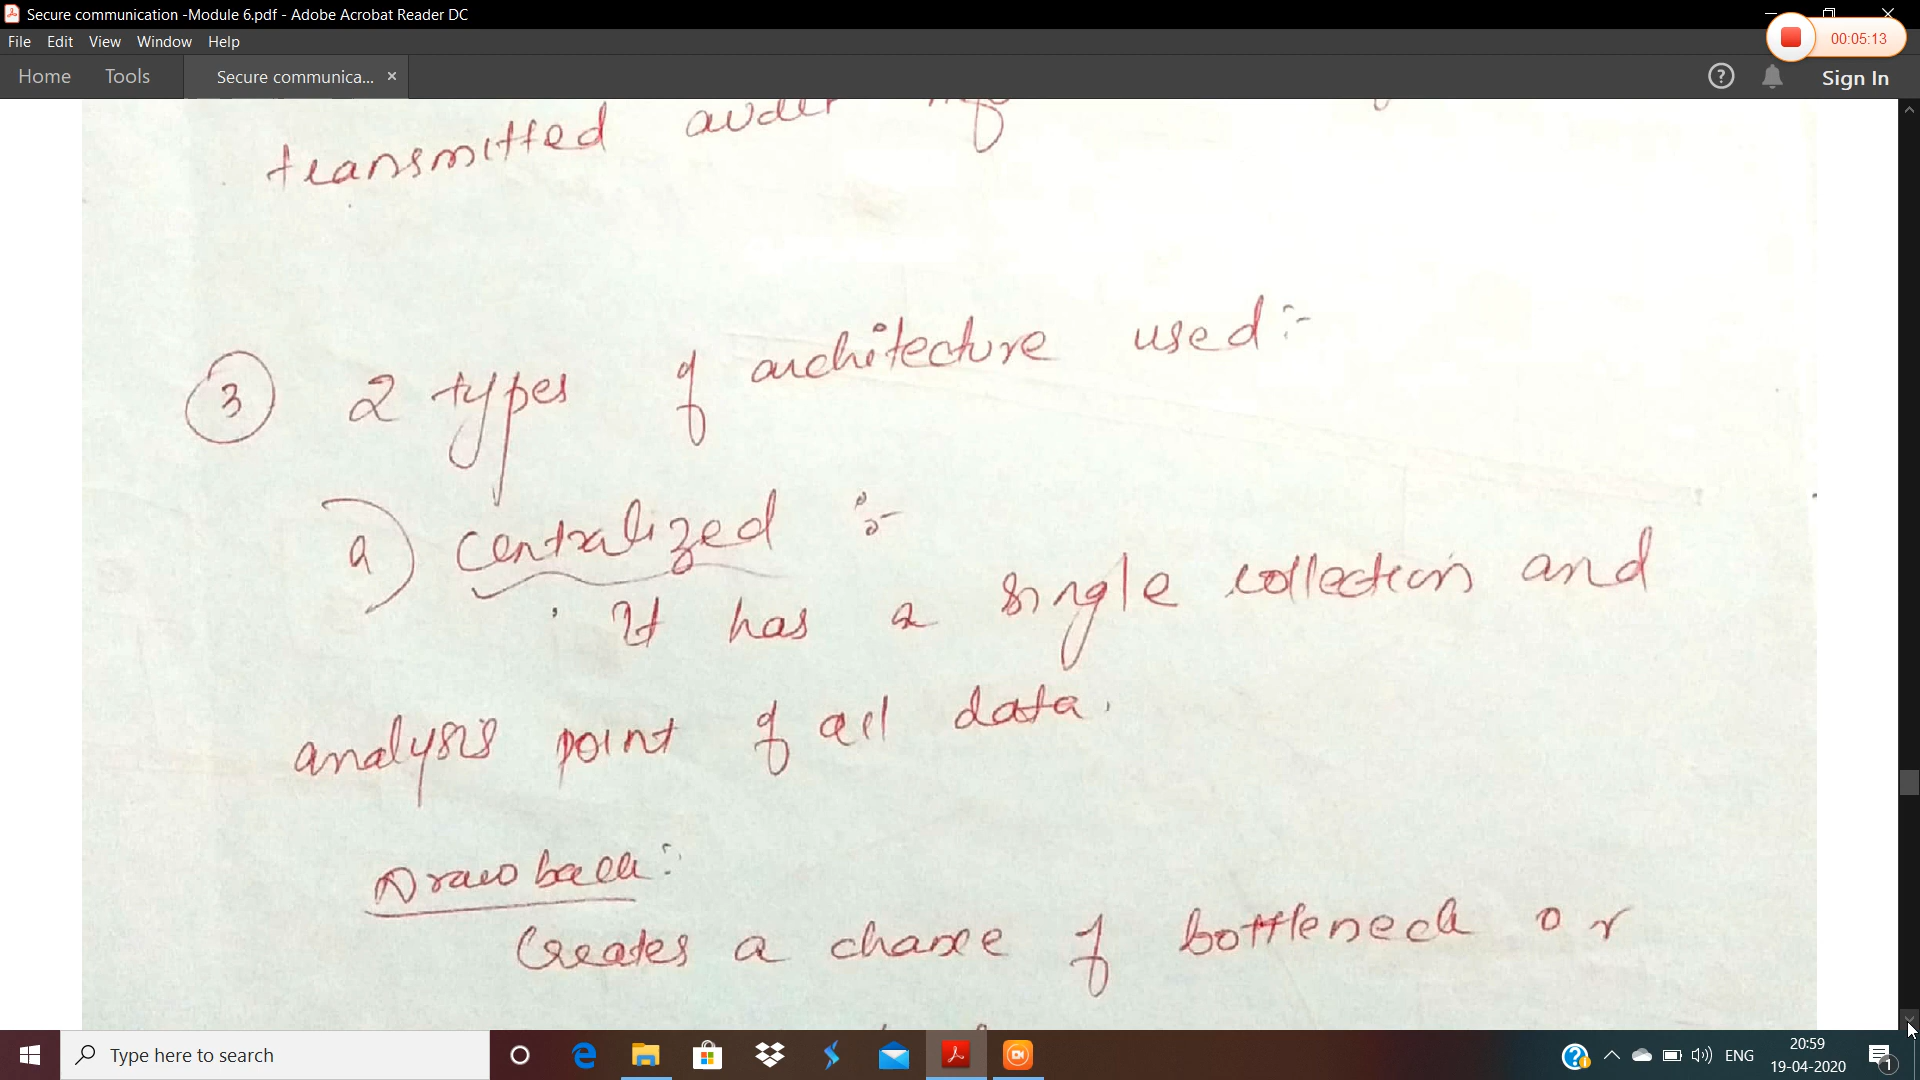 Secure communication -Module 6.pdf - Adobe Acrobat Reader DC
File Edit View Window Help
00:05:13
Home Tools Secure communica... × ? Sign In
transmitted audit
3 2 types of architecture used :-
a) Centralized :-
It has a single collection and
analysis point of all data.
Drawback :
Creates a chance of bottleneck or
Type here to search
ENG
20:59
19-04-2020
1